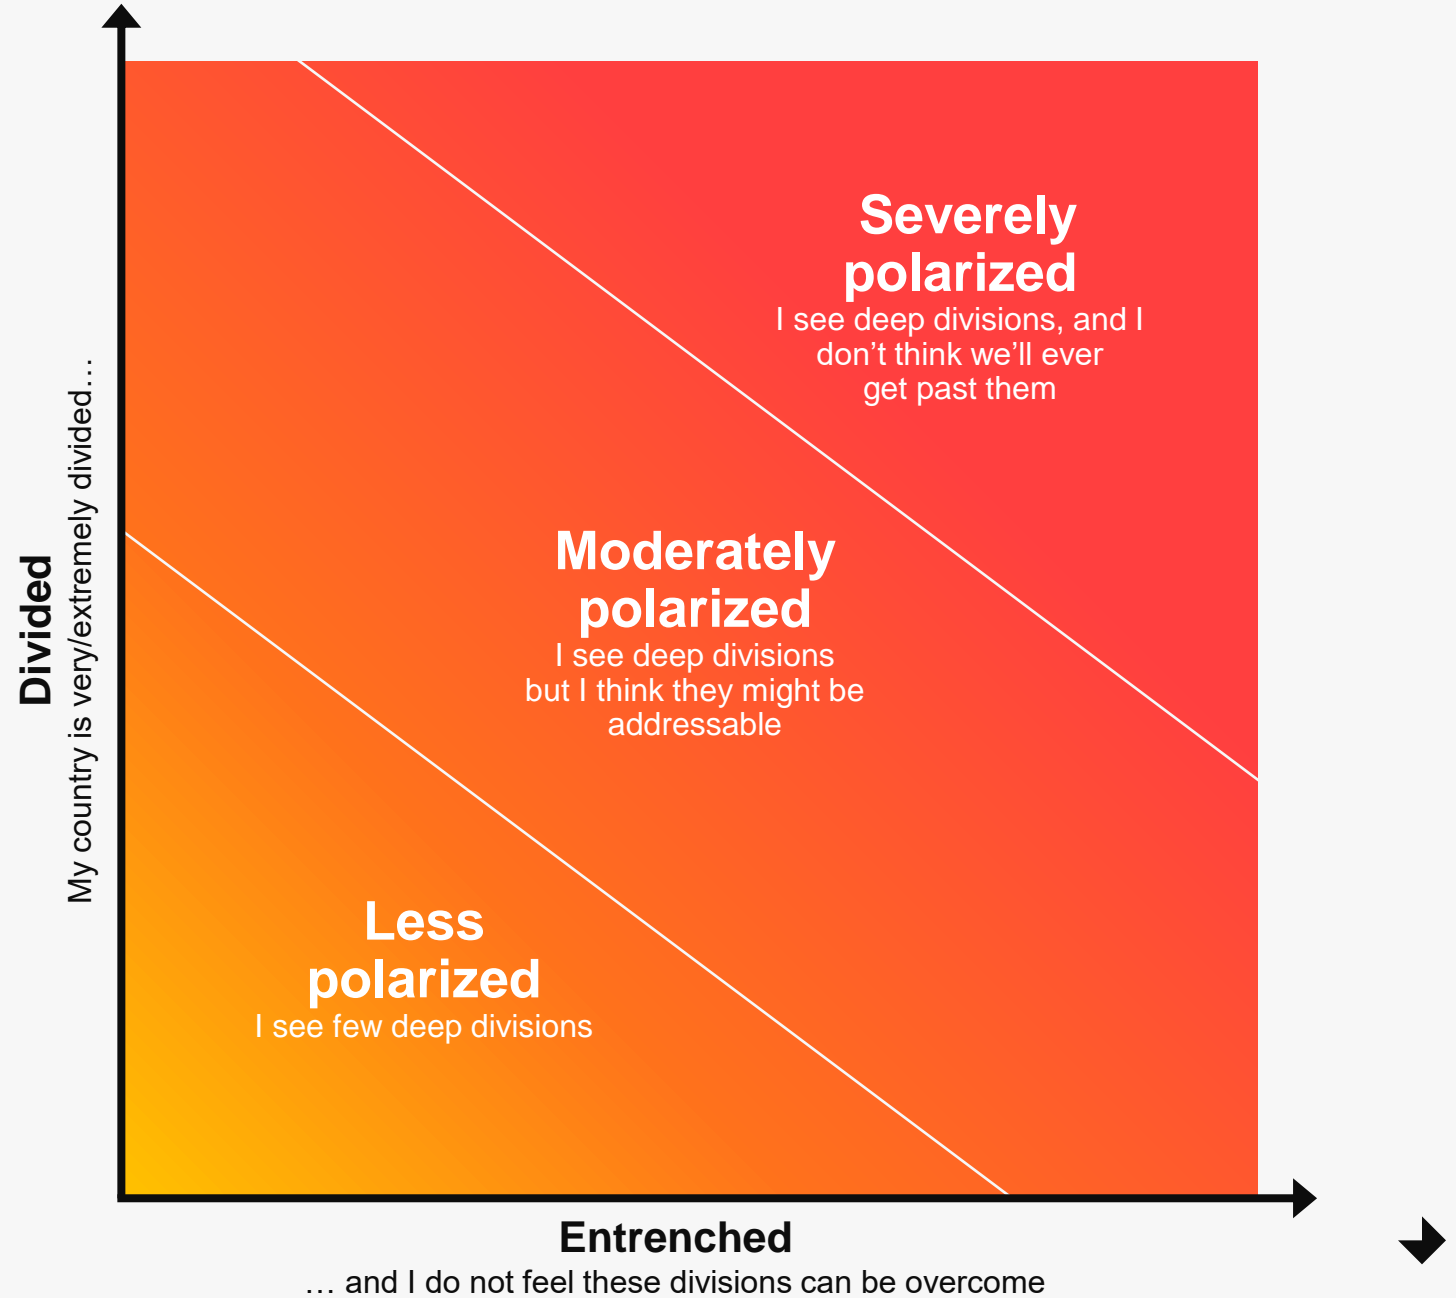 Severely
polarized
I see deep divisions, and I
don’t think we’ll ever
get past them
Divided
My country is very/extremely divided…
Moderately
polarized
I see deep divisions
but I think they might be
addressable
Less
polarized
I see few deep divisions
Entrenched
… and I do not feel these divisions can be overcome